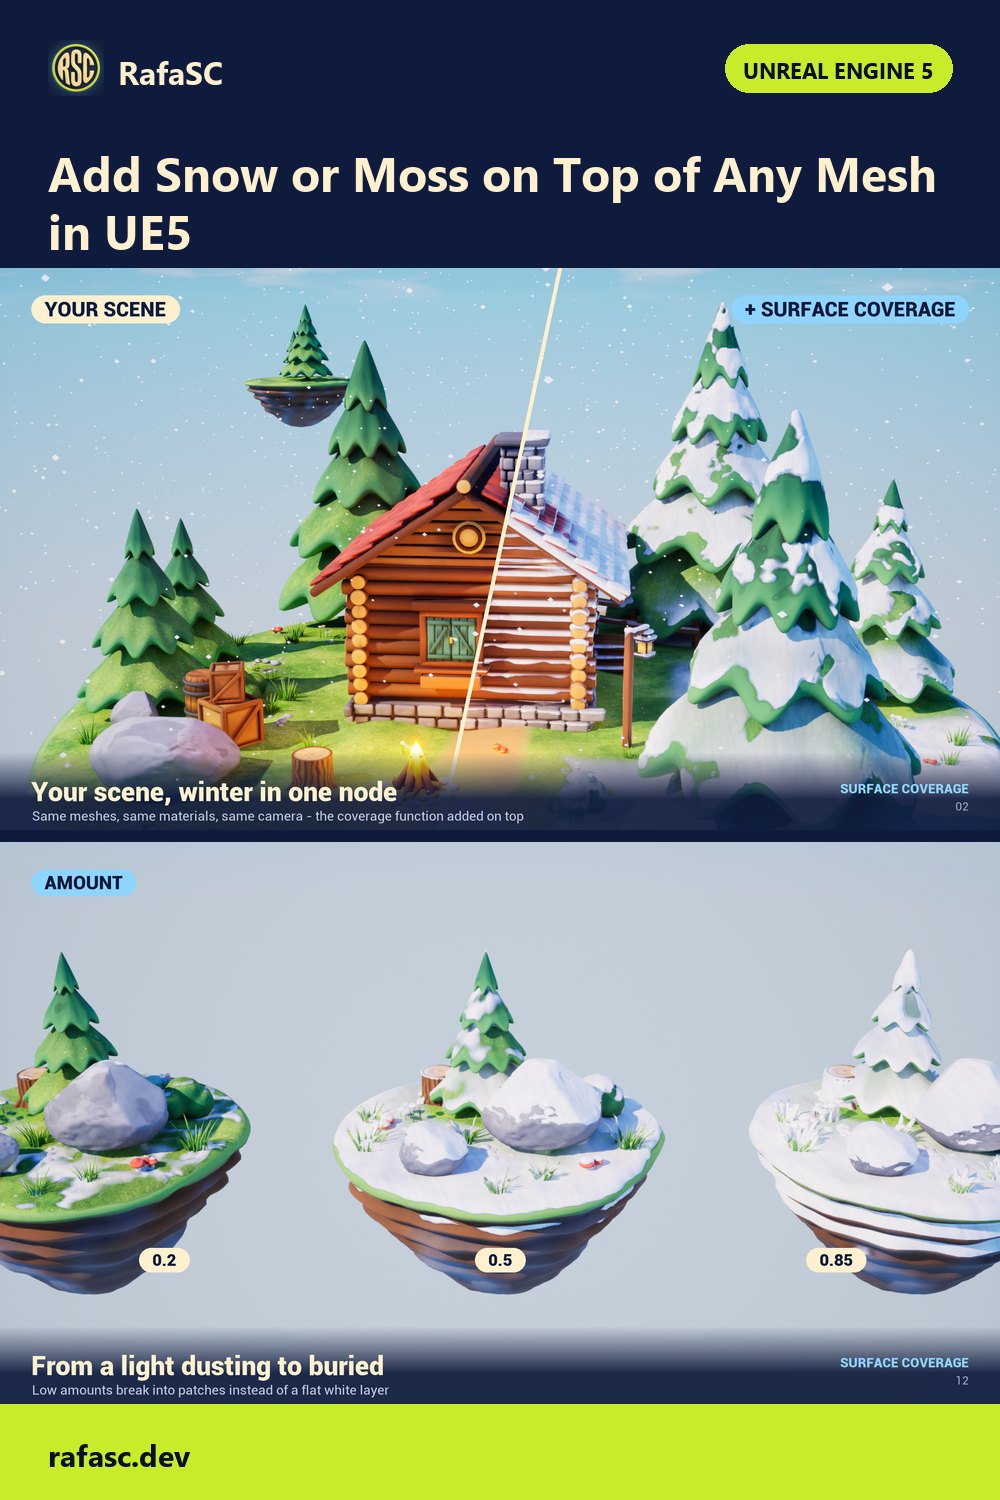 RSC
RafaSC
UNREAL ENGINE 5
Add Snow or Moss on Top of Any Mesh
in UE5
YOUR SCENE
+ SURFACE COVERAGE
Your scene, winter in one node
Same meshes, same materials, same camera - the coverage function added on top
SURFACE COVERAGE
02
AMOUNT
0.2
0.5
0.85
From a light dusting to buried
Low amounts break into patches instead of a flat white layer
SURFACE COVERAGE
12
rafasc.dev